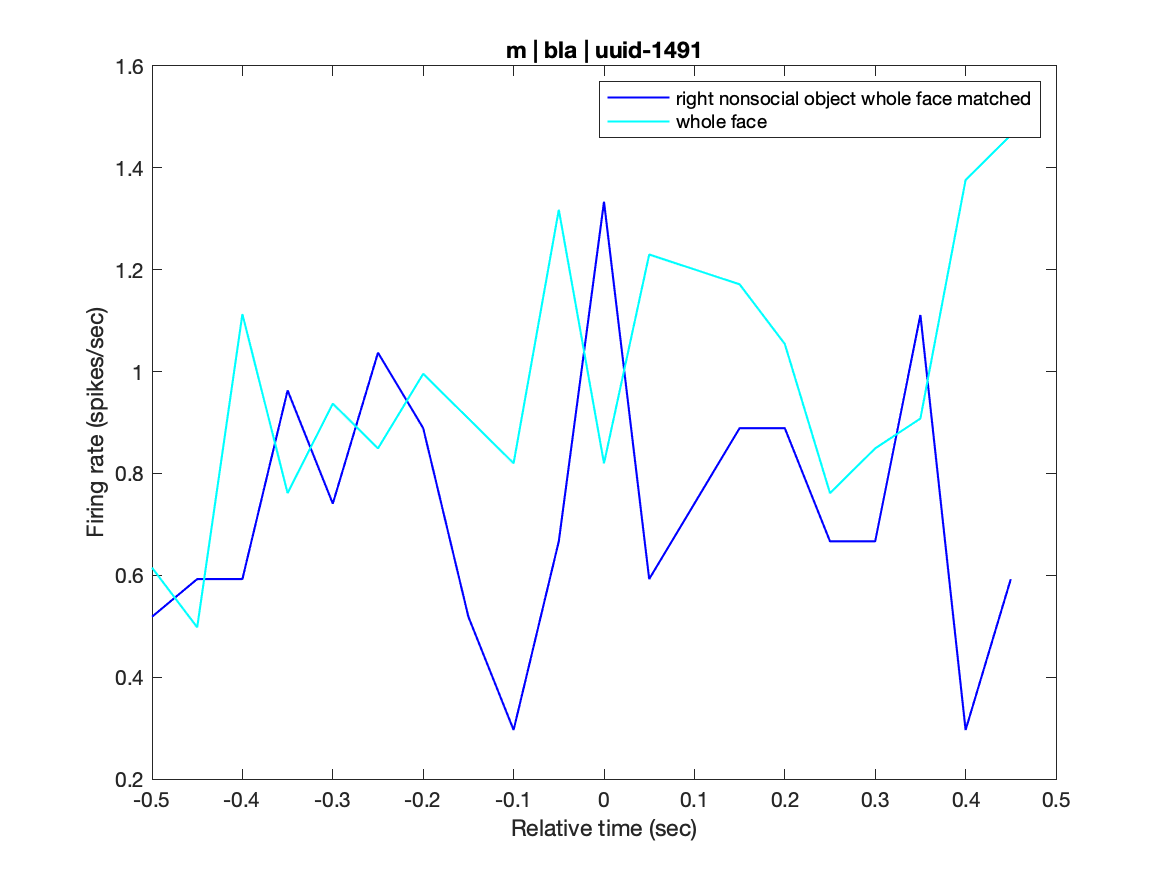 m | bla | uuid-1491
right nonsocial object whole face matched
whole face
Firing rate (spikes/sec)
1.6
1.4
1.2
1
0.8
0.6
0.4
0.2
-0.5 -0.4 -0.3 -0.2 -0.1 0 0.1 0.2 0.3 0.4 0.5
Relative time (sec)